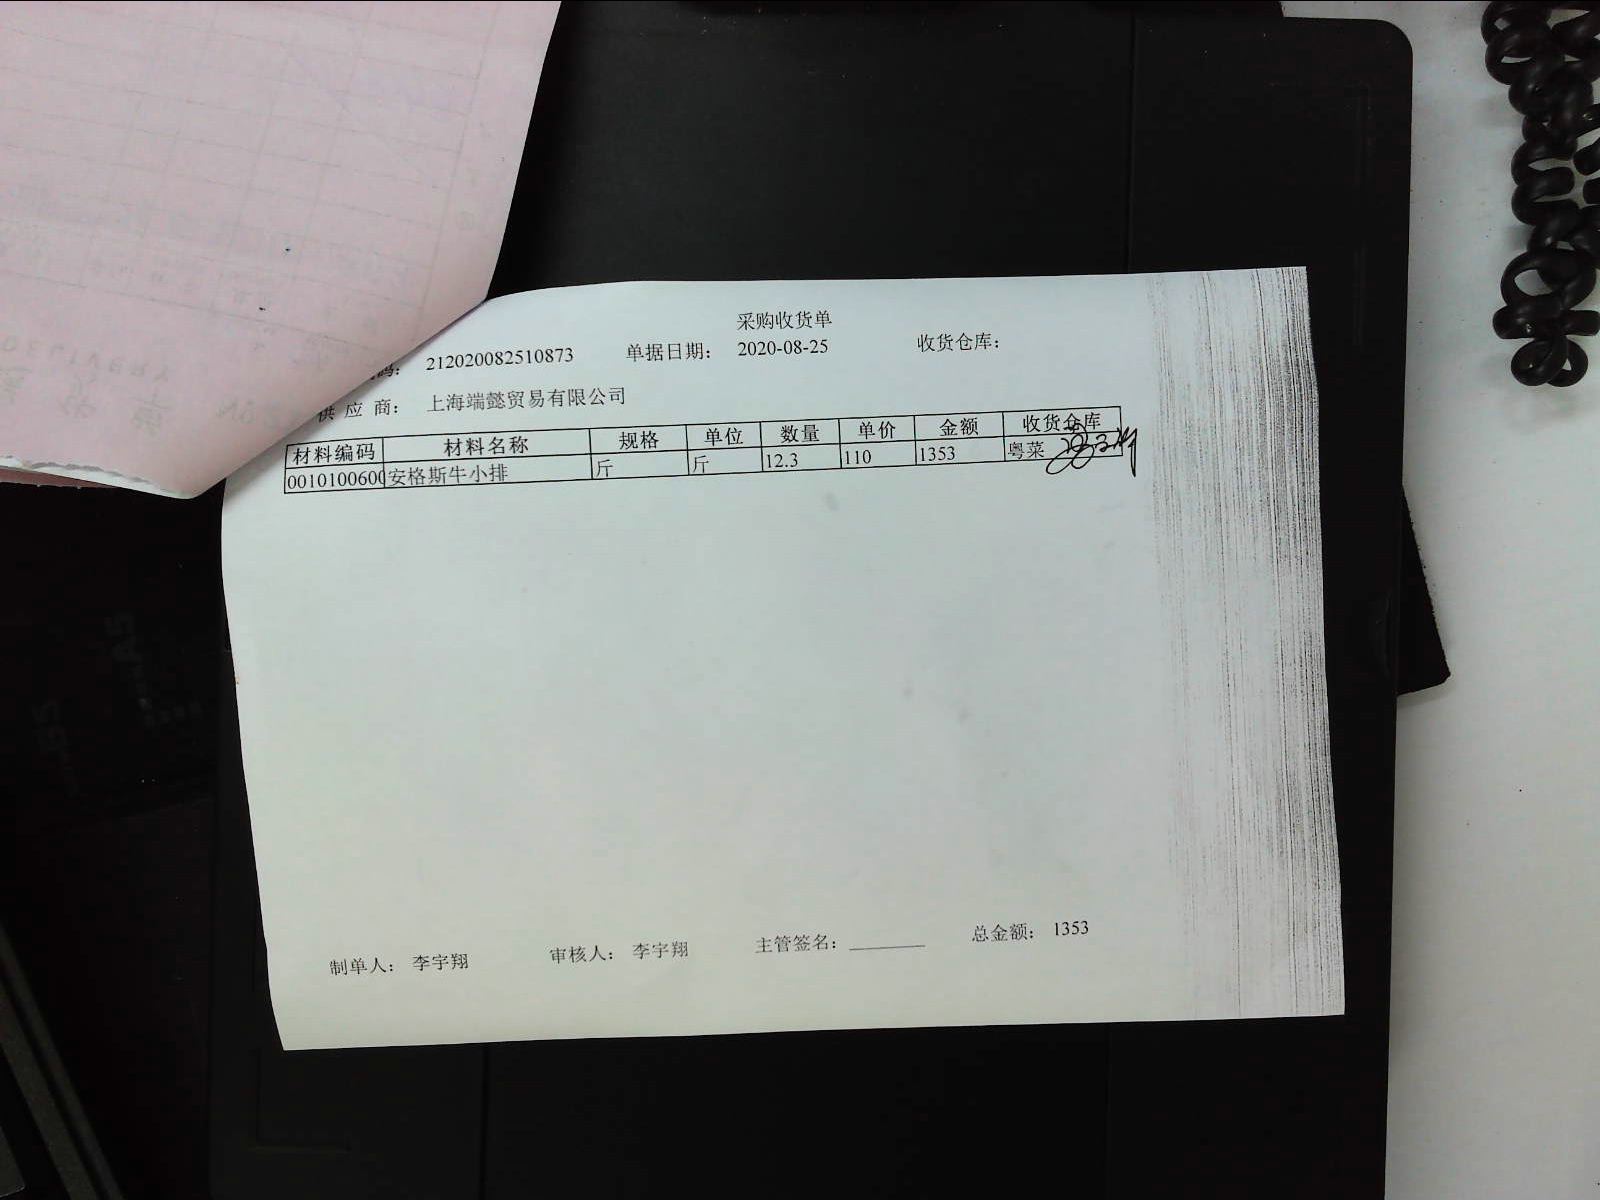 采购收货单
码: 212020082510873 单据日期: 2020-08-25 收货仓库:
供 应 商: 上海端懿贸易有限公司
材料编码 材料名称 规格 单位 数量 单价 金额 收货仓库
0010100600 安格斯牛小排 斤 斤 12.3 110 1353 粤菜
制单人: 李宇翔 审核人: 李宇翔 主管签名: 总金额: 1353